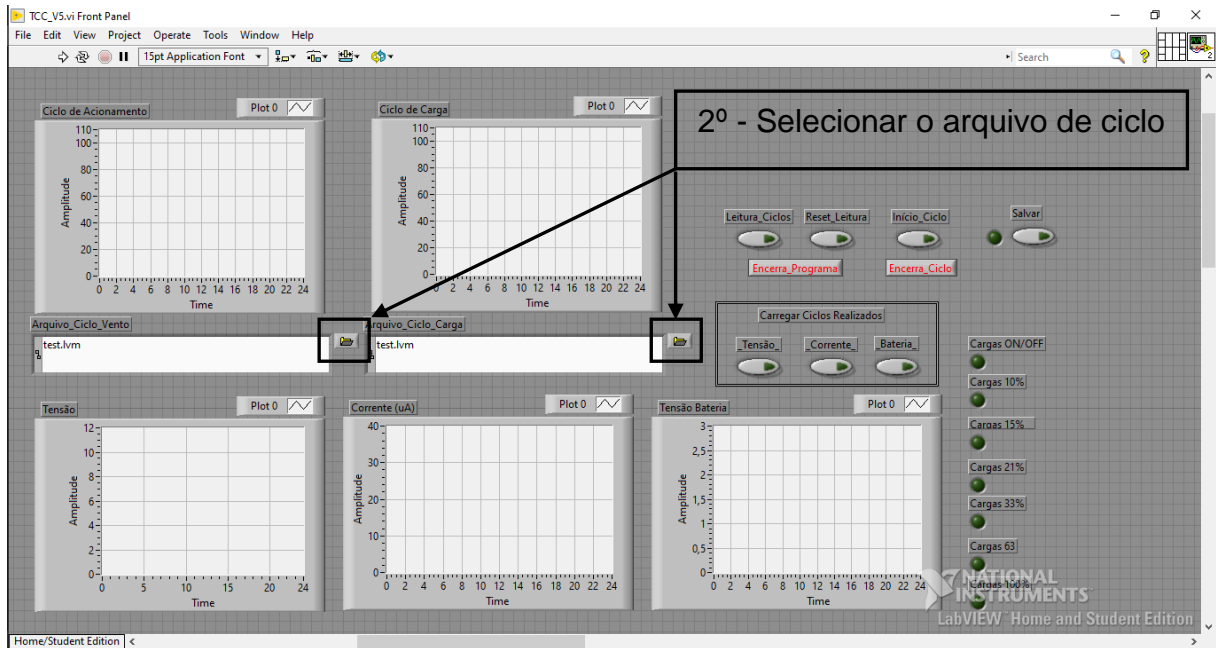 TCC_V5.vi Front Panel
File Edit View Project Operate Tools Window Help
15pt Application Font
Search
2
Ciclo de Acionamento
Plot 0
110
100
80
60
40
20
0
Amplitude
0 2 4 6 8 10 12 14 16 18 20 22 24
Time
Ciclo de Carga
Plot 0
110
100
80
60
40
20
0
Amplitude
0 2 4 6 8 10 12 14 16 18 20 22 24
Time
2º - Selecionar o arquivo de ciclo
Leitura_Ciclos Reset_Leitura Início_Ciclo Salvar
Encerra_Programa Encerra_Ciclo
Arquivo_Ciclo_Vento
test.lvm
Arquivo_Ciclo_Carga
test.lvm
Carregar Ciclos Realizados
_Tensão_ _Corrente_ _Bateria_
Cargas ON/OFF
Cargas 10%
Cargas 15%
Cargas 21%
Cargas 33%
Cargas 63
Cargas 100%
Tensão
Plot 0
12
10
8
6
4
2
0
Amplitude
0 5 10 15 20 24
Time
Corrente (uA)
Plot 0
40
30
20
10
0
Amplitude
0 2 4 6 8 10 12 14 16 18 20 22 24
Time
Tensão Bateria
Plot 0
3
2,5
2
1,5
1
0,5
0
Amplitude
0 2 4 6 8 10 12 14 16 18 20 22 24
Time
NATIONAL
INSTRUMENTS
LabVIEW™ Home and Student Edition
Home/Student Edition